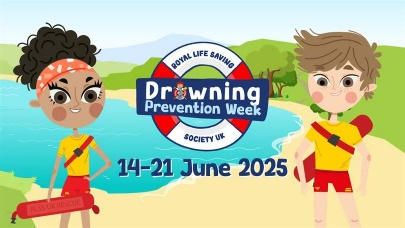 ROYAL LIFE SAVING
Drowning
Prevention Week
SOCIETY UK
14-21 June 2025